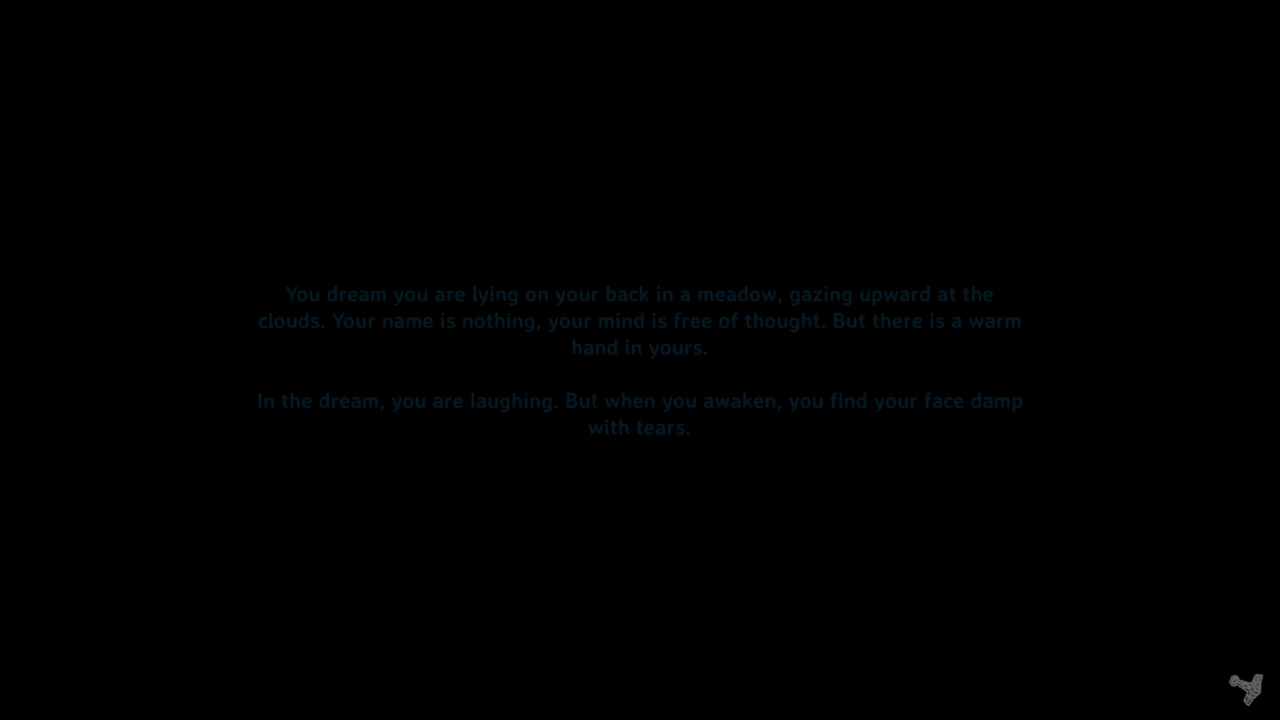 You dream you are lying on your back in a meadow, gazing upward at the
clouds. Your name is nothing, your mind is free of thought. But there is a warm
hand in yours.
In the dream, you are laughing. But when you awaken, you find your face damp
with tears.